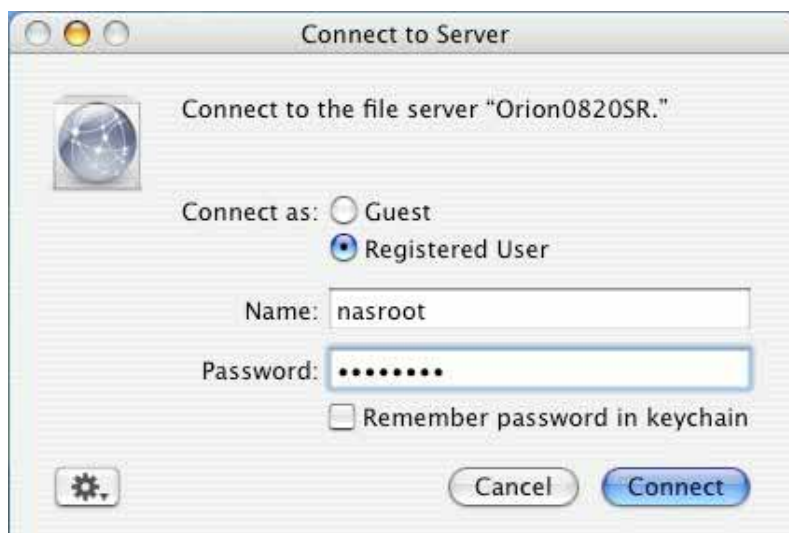 Connect to Server
Connect to the file server “Orion0820SR.”
Connect as: Guest
Registered User
Name: nasroot
Password: ••••••••
Remember password in keychain
Cancel Connect